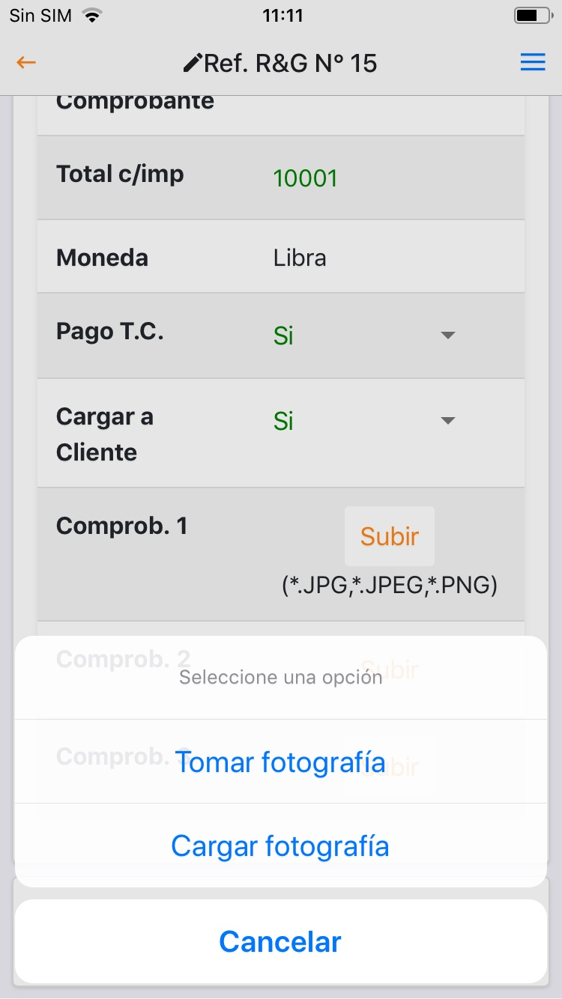 Sin SIM 11:11
Ref. R&G N° 15
Comprobante
Total c/imp 10001
Moneda Libra
Pago T.C. Si
Cargar a Si
Cliente
Comprob. 1 Subir
(*.JPG,*.JPEG,*.PNG)
Comprob. 2 Subir
Seleccione una opción
Comprob. 3 Subir
Tomar fotografía
Cargar fotografía
Cancelar